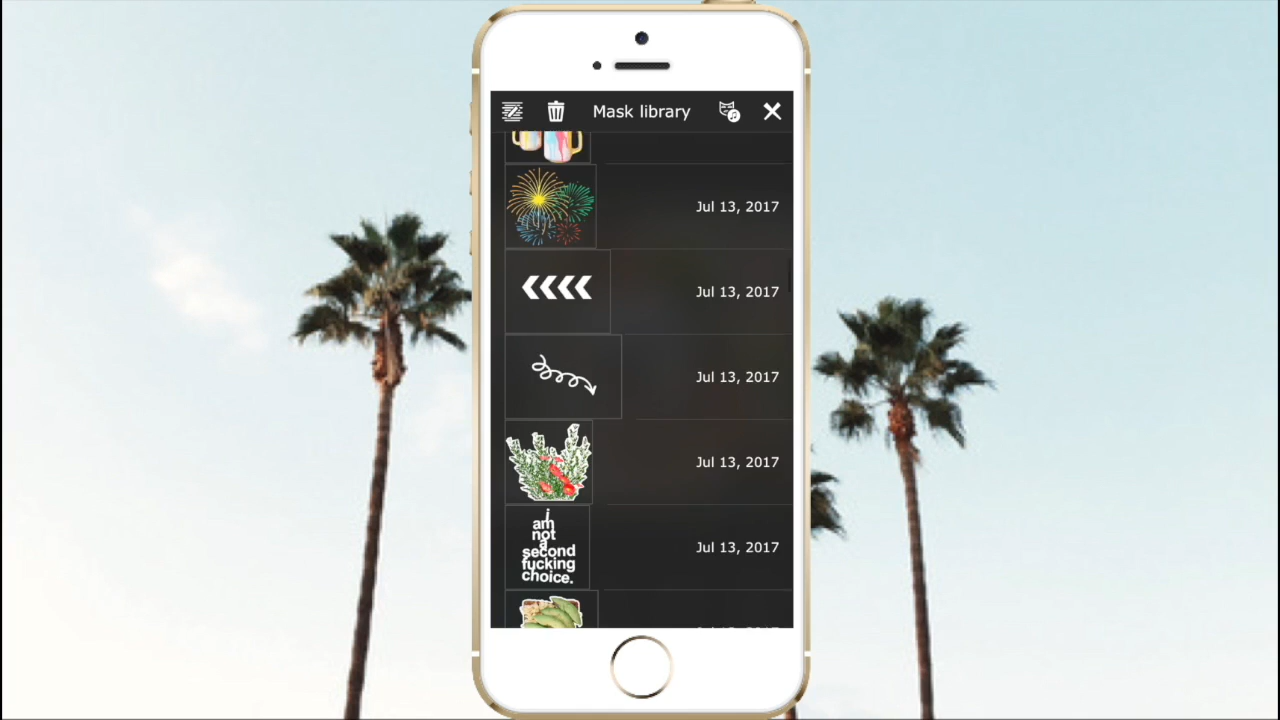 Mask library
Jul 13, 2017
Jul 13, 2017
Jul 13, 2017
Jul 13, 2017
i
am
not
a
second
fucking
choice.
Jul 13, 2017